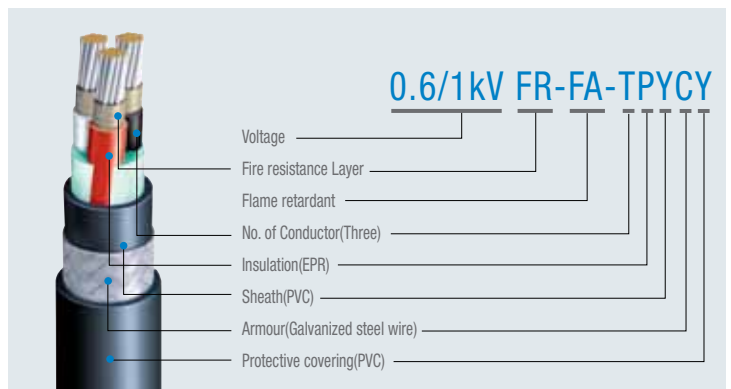 0.6/1kV FR-FA-TPYCY
Voltage
Fire resistance Layer
Flame retardant
No. of Conductor(Three)
Insulation(EPR)
Sheath(PVC)
Armour(Galvanized steel wire)
Protective covering(PVC)